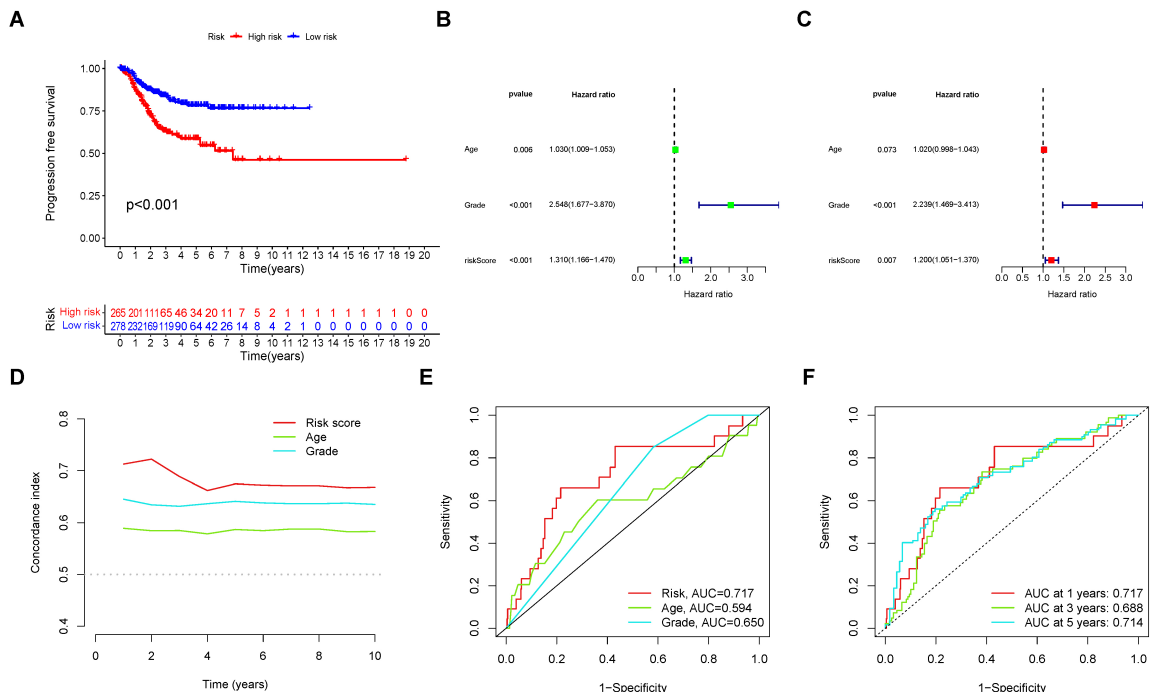 A
Risk High risk Low risk
Progression free survival
1.00
0.75
0.50
0.25
0.00
p<0.001
0 1 2 3 4 5 6 7 8 9 10 11 12 13 14 15 16 17 18 19 20
Time(years)
Risk
High risk 265 201 111 65 46 34 20 11 7 5 2 1 1 1 1 1 1 1 1 0 0
Low risk 278 232 169 119 90 64 42 26 14 8 4 2 1 0 0 0 0 0 0 0 0
0 1 2 3 4 5 6 7 8 9 10 11 12 13 14 15 16 17 18 19 20
Time(years)
B
pvalue Hazard ratio
Age 0.006 1.030(1.009−1.053)
Grade <0.001 2.548(1.677−3.870)
riskScore <0.001 1.310(1.166−1.470)
0.0 1.0 2.0 3.0
Hazard ratio
C
pvalue Hazard ratio
Age 0.073 1.020(0.998−1.043)
Grade <0.001 2.239(1.469−3.413)
riskScore 0.007 1.200(1.051−1.370)
0.0 0.5 1.0 1.5 2.0 3.0
Hazard ratio
D
Concordance index
0.8
0.7
0.6
0.5
0.4
Risk score
Age
Grade
0 2 4 6 8 10
Time (years)
E
Sensitivity
1.0
0.8
0.6
0.4
0.2
0.0
Risk, AUC=0.717
Age, AUC=0.594
Grade, AUC=0.650
0.0 0.2 0.4 0.6 0.8 1.0
1−Specificity
F
Sensitivity
1.0
0.8
0.6
0.4
0.2
0.0
AUC at 1 years: 0.717
AUC at 3 years: 0.688
AUC at 5 years: 0.714
0.0 0.2 0.4 0.6 0.8 1.0
1−Specificity